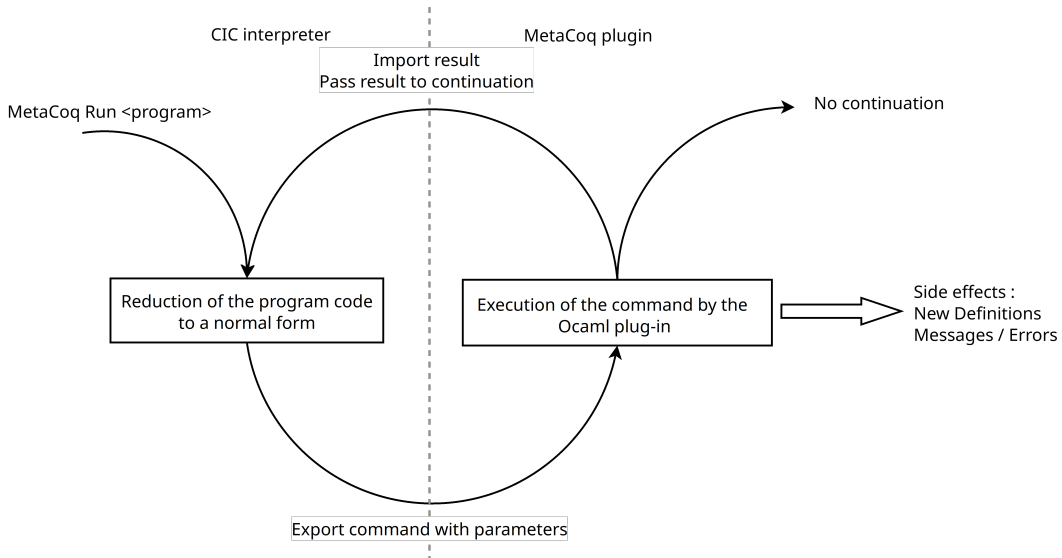 CIC interpreter
MetaCoq plugin
Import result
Pass result to continuation
MetaCoq Run <program>
No continuation
Reduction of the program code
to a normal form
Execution of the command by the
Ocaml plug-in
Side effects :
New Definitions
Messages / Errors
Export command with parameters